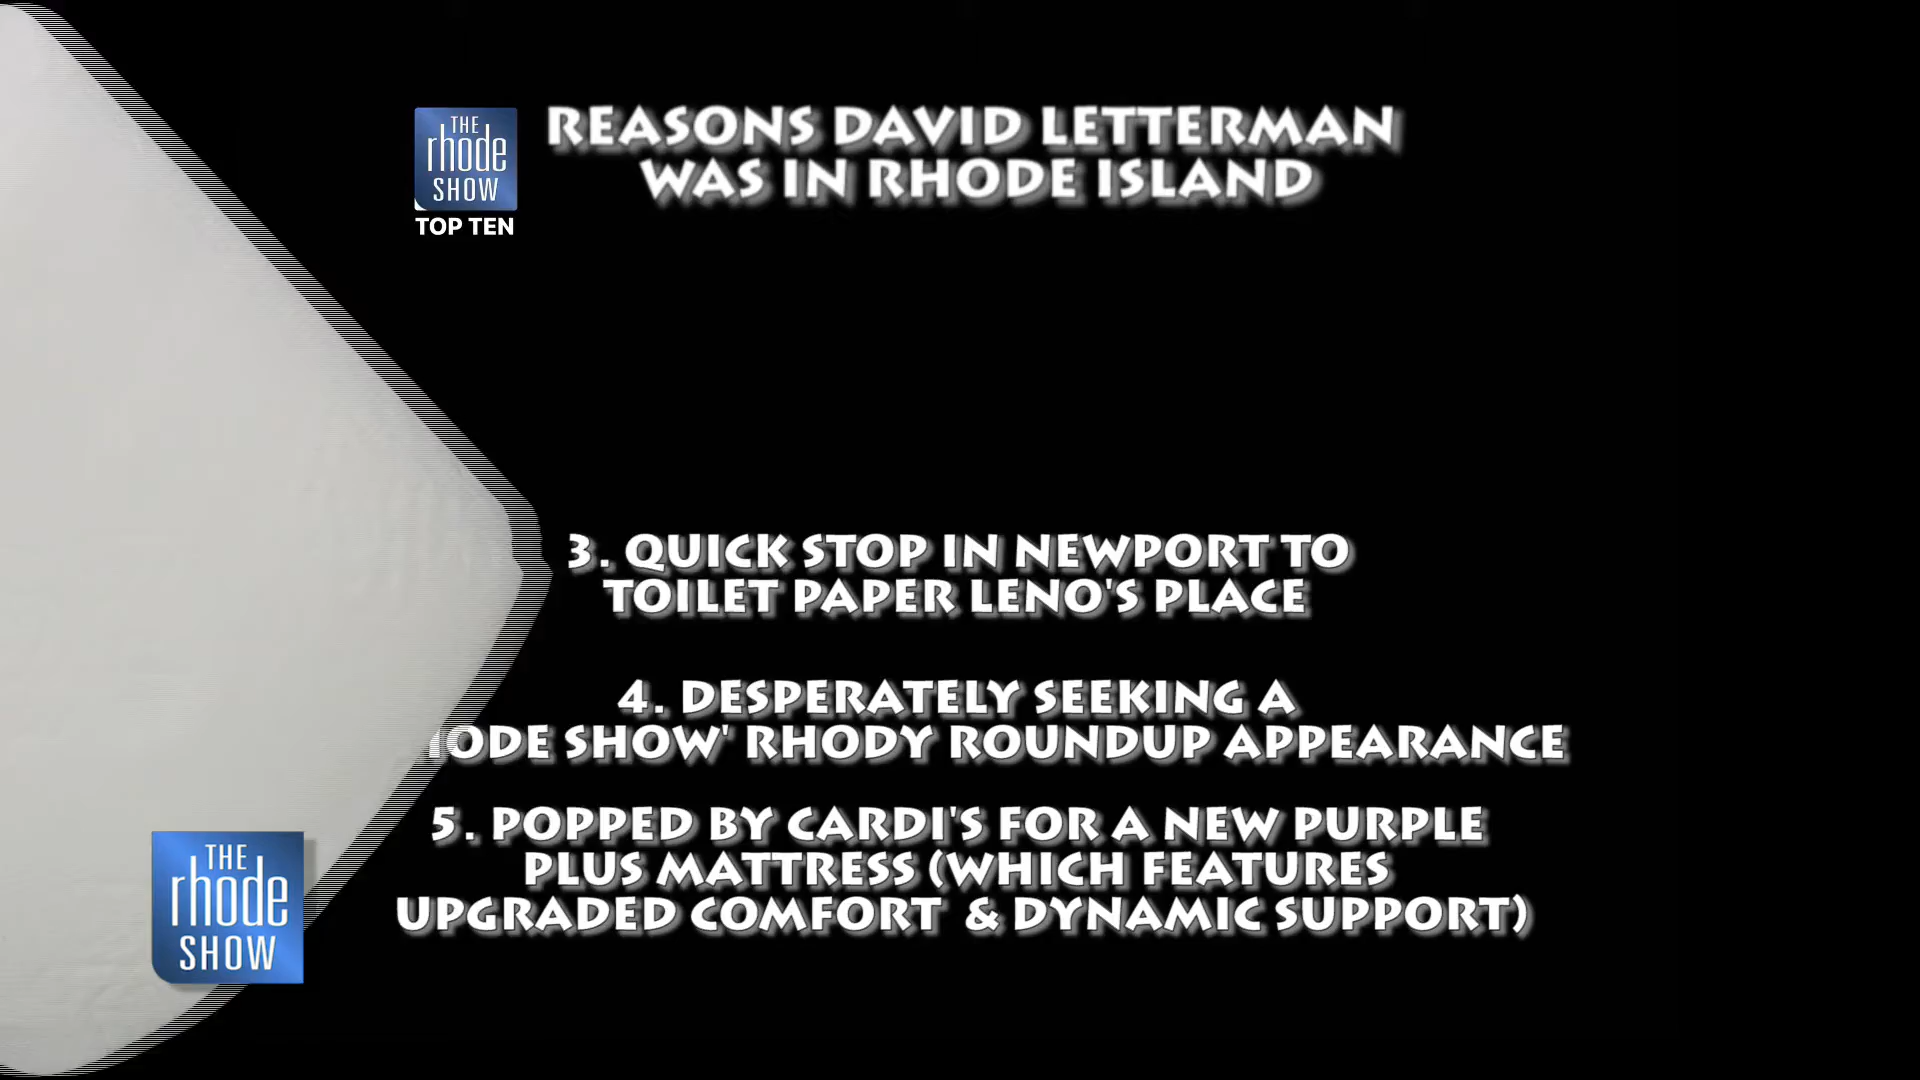 THE
rhode
SHOW
TOP TEN
REASONS DAVID LETTERMAN
WAS IN RHODE ISLAND
3. QUICK STOP IN NEWPORT TO
TOILET PAPER LENO'S PLACE
4. DESPERATELY SEEKING A
SHOW' RHODY ROUNDUP APPEARANCE
5. POPPED BY CARDI'S FOR A NEW PURPLE
PLUS MATTRESS (WHICH FEATURES
UPGRADED COMFORT & DYNAMIC SUPPORT)
THE
rhode
SHOW